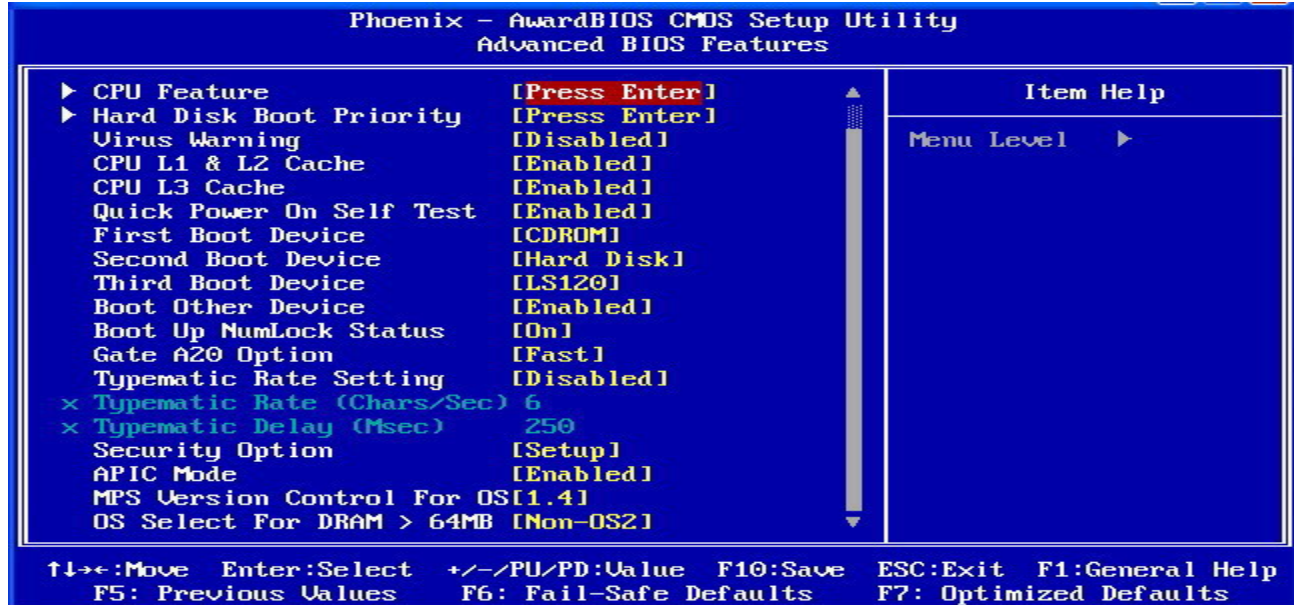 Phoenix - AwardBIOS CMOS Setup Utility
Advanced BIOS Features
▶ CPU Feature [Press Enter]
▶ Hard Disk Boot Priority [Press Enter]
Virus Warning [Disabled]
CPU L1 & L2 Cache [Enabled]
CPU L3 Cache [Enabled]
Quick Power On Self Test [Enabled]
First Boot Device [CDROM]
Second Boot Device [Hard Disk]
Third Boot Device [LS120]
Boot Other Device [Enabled]
Boot Up NumLock Status [On]
Gate A20 Option [Fast]
Typematic Rate Setting [Disabled]
x Typematic Rate (Chars/Sec) 6
x Typematic Delay (Msec) 250
Security Option [Setup]
APIC Mode [Enabled]
MPS Version Control For OS[1.4]
OS Select For DRAM > 64MB [Non-OS2]
Item Help
Menu Level ▶
↑↓→←:Move Enter:Select +/-/PU/PD:Value F10:Save ESC:Exit F1:General Help
F5: Previous Values F6: Fail-Safe Defaults F7: Optimized Defaults